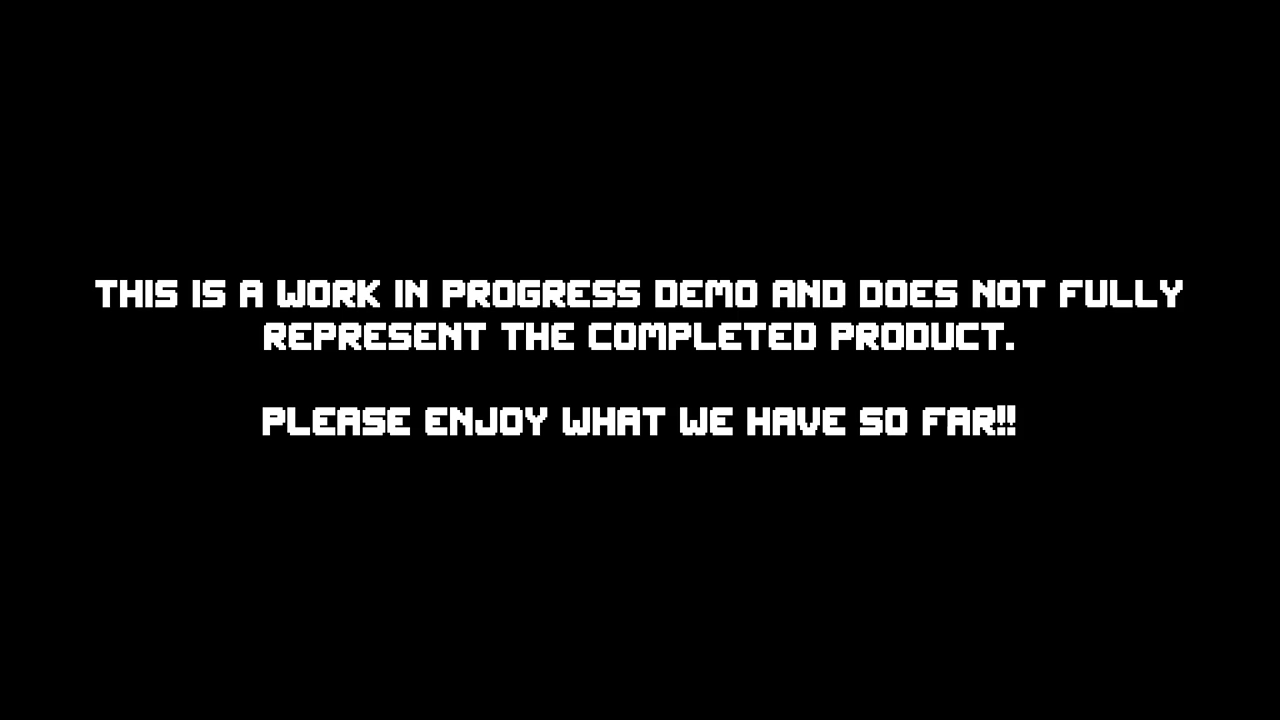 THIS IS A WORK IN PROGRESS DEMO AND DOES NOT FULLY
REPRESENT THE COMPLETED PRODUCT.
PLEASE ENJOY WHAT WE HAVE SO FAR!!